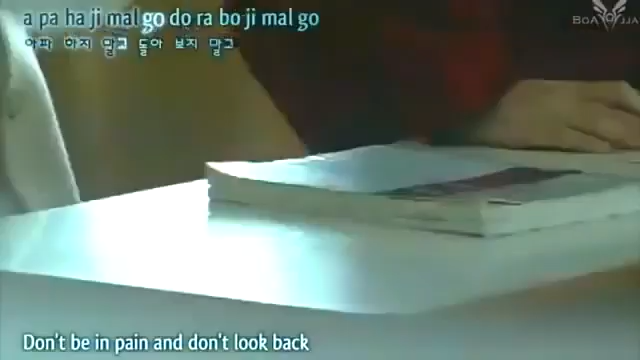 a pa ha ji mal go do ra bo ji mal go
아파 하지 말고 돌아 보지 말고
BoA JJA
Don't be in pain and don't look back